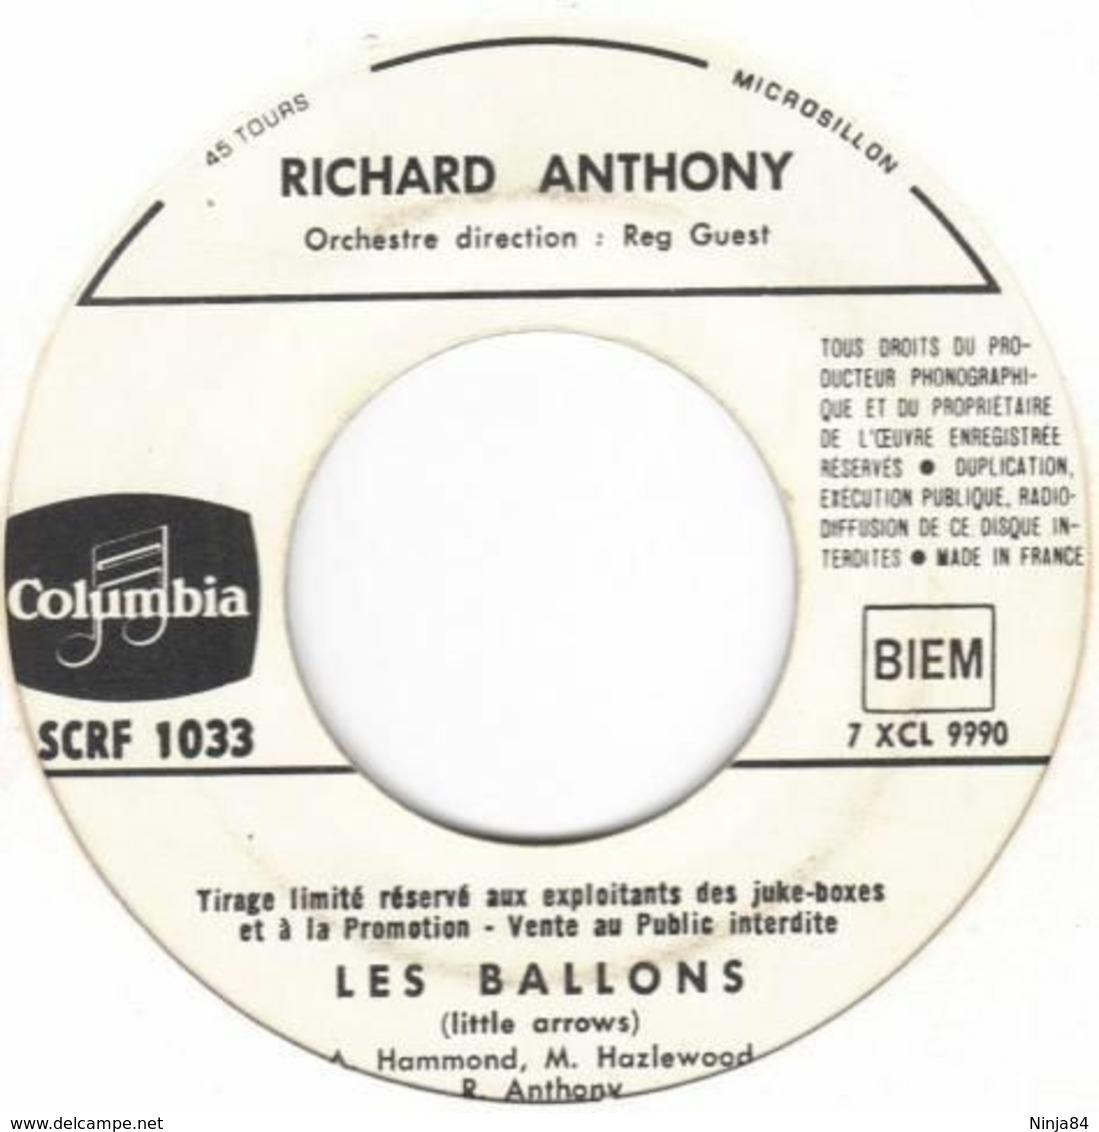 45 TOURS
MICROSILLON
RICHARD ANTHONY
Orchestre direction : Reg Guest
TOUS DROITS DU PRO-
DUCTEUR PHONOGRAPHI-
QUE ET DU PROPRIÉTAIRE
DE L'ŒUVRE ENREGISTRÉE
RÉSERVÉS ● DUPLICATION,
EXÉCUTION PUBLIQUE, RADIO-
DIFFUSION DE CE DISQUE IN-
TERDITES ● MADE IN FRANCE
Columbia
SCRF 1033
BIEM
7 XCL 9990
Tirage limité réservé aux exploitants des juke-boxes
et à la Promotion - Vente au Public interdite
LES BALLONS
(little arrows)
A. Hammond, M. Hazlewood
R. Anthony
www.delcampe.net
Ninja84